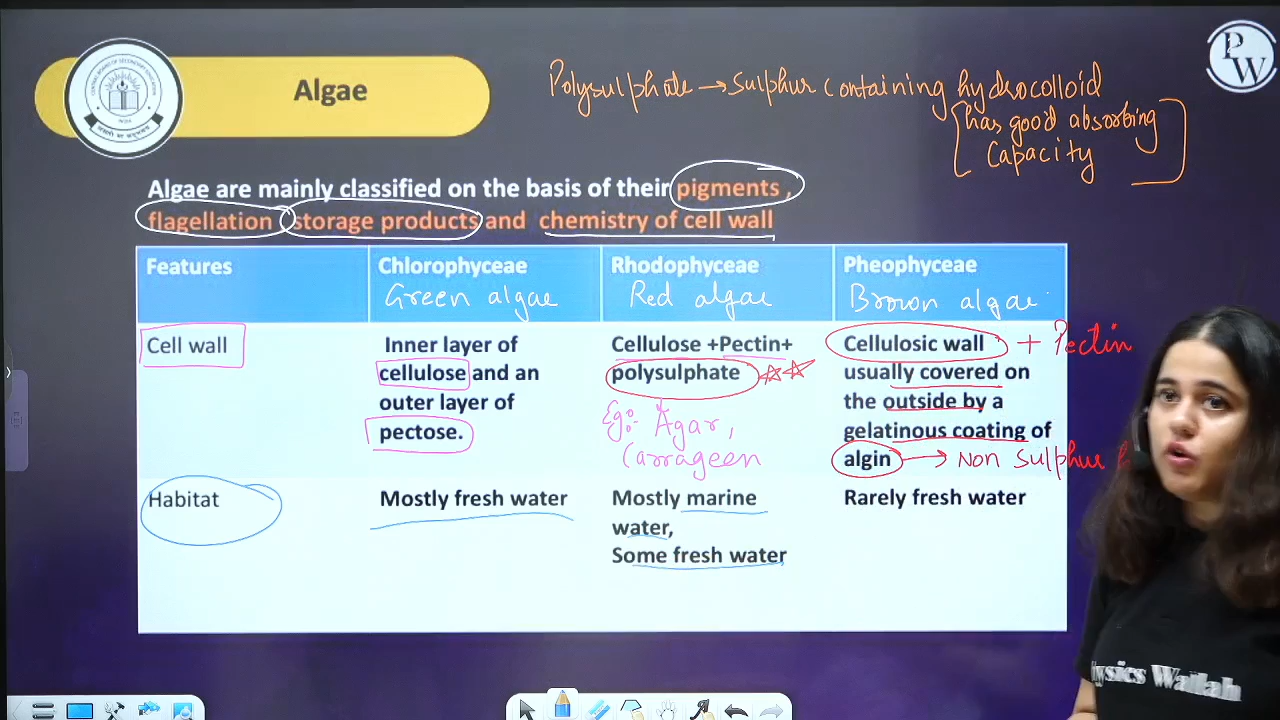 Algae
Polysulphate → Sulphur containing hydrocolloid
has good absorbing
Capacity
PW
Algae are mainly classified on the basis of their pigments ,
flagellation storage products and chemistry of cell wall
Features
Chlorophyceae
Green algae
Rhodophyceae
Red algae
Pheophyceae
Brown algae
Cell wall
Inner layer of
cellulose and an
outer layer of
pectose.
Cellulose +Pectin+
polysulphate
Eg:- Agar,
Carrageen
Cellulosic wall + Pectin
usually covered on
the outside by a
gelatinous coating of
algin → Non Sulphur
Habitat
Mostly fresh water
Mostly marine
water,
Some fresh water
Rarely fresh water
Physics Wallah